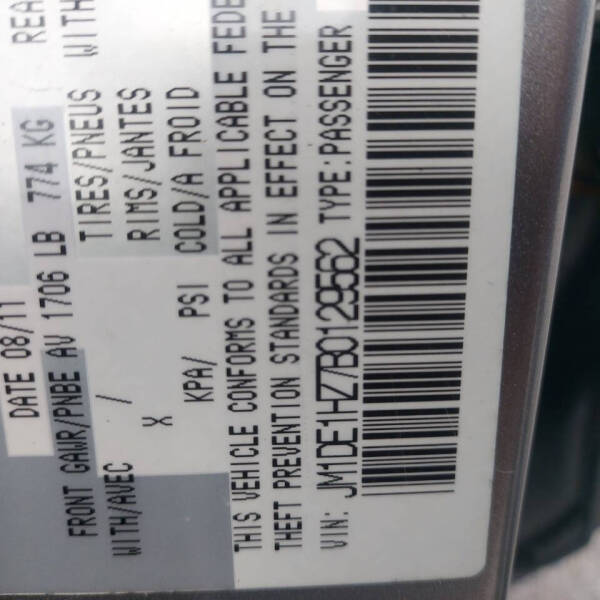 DATE 08/11
FRONT GAWR/PNBE AV 1706 LB 774 KG REA
WITH/AVEC / TIRES/PNEUS WITH
X RIMS/JANTES
KPA/ PSI COLD/A FROID
THIS VEHICLE CONFORMS TO ALL APPLICABLE FEDE
THEFT PREVENTION STANDARDS IN EFFECT ON THE
VIN: JM1DE1HZ7B0129562 TYPE:PASSENGER